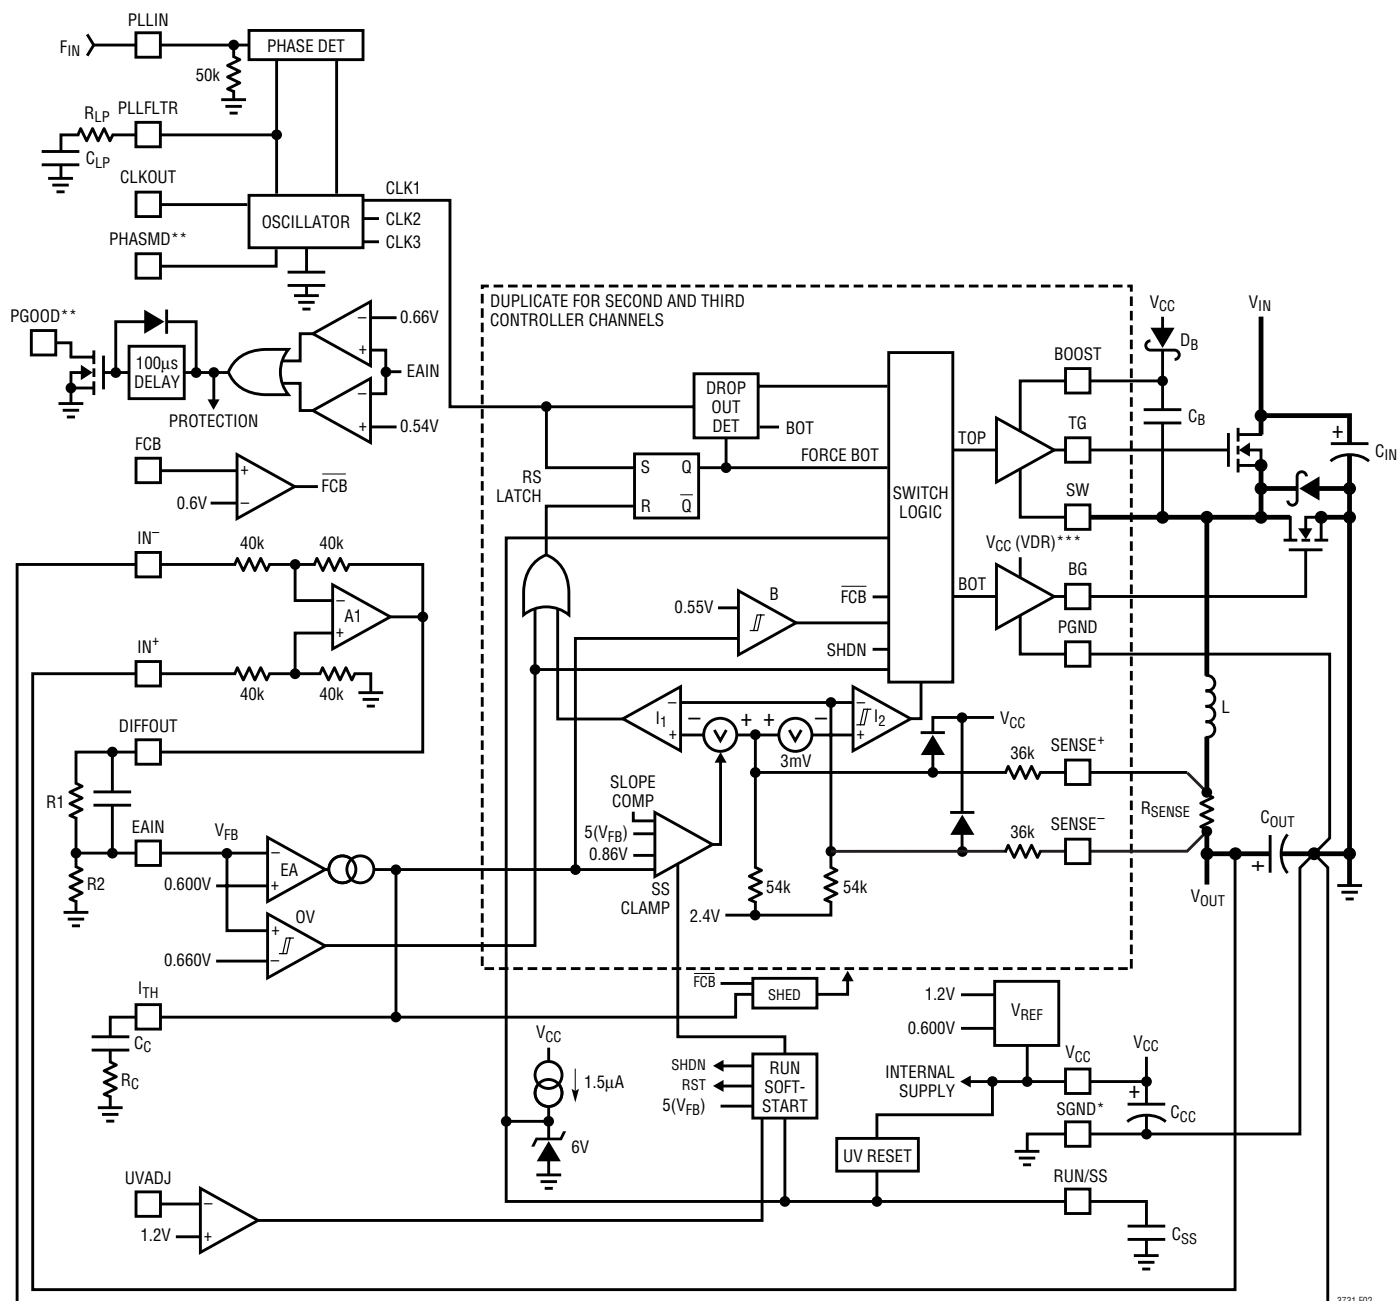 PLLIN
FIN
PHASE DET
50k
RLP
PLLFLTR
CLP
CLKOUT
CLK1
OSCILLATOR
CLK2
CLK3
PHASMD**
DUPLICATE FOR SECOND AND THIRD
CONTROLLER CHANNELS
PGOOD**
100µs
DELAY
PROTECTION
−
0.66V
+
EAIN
−
+
0.54V
FCB
+
0.6V
−
FCB
DROP
OUT
DET
BOT
RS
LATCH
S
Q
R
Q
FORCE BOT
SWITCH
LOGIC
TOP
BOT
VCC
DB
VIN
BOOST
CB
TG
+
CIN
SW
VCC (VDR)***
BG
PGND
IN−
40k
40k
−
A1
+
IN+
40k
40k
0.55V
B
FCB
SHDN
I1
−
+
−
+
+
−
3mV
−
I2
+
VCC
36k
SENSE+
L
RSENSE
36k
SENSE−
COUT
+
VOUT
DIFFOUT
R1
EAIN
R2
VFB
−
EA
0.600V
+
OV
+
0.660V
−
SLOPE
COMP
5(VFB)
0.86V
SS
CLAMP
54k
54k
2.4V
ITH
CC
RC
FCB
SHED
1.2V
0.600V
VREF
VCC
1.5µA
6V
SHDN
RST
5(VFB)
RUN
SOFT-
START
INTERNAL
SUPPLY
VCC
VCC
+
CCC
SGND*
UV RESET
RUN/SS
CSS
UVADJ
−
1.2V
+
3731 F02